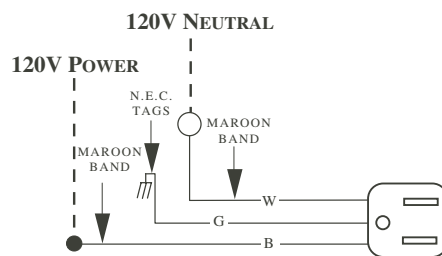 120V NEUTRAL
120V POWER
N.E.C.
TAGS
MAROON
BAND
MAROON
BAND
W
G
B